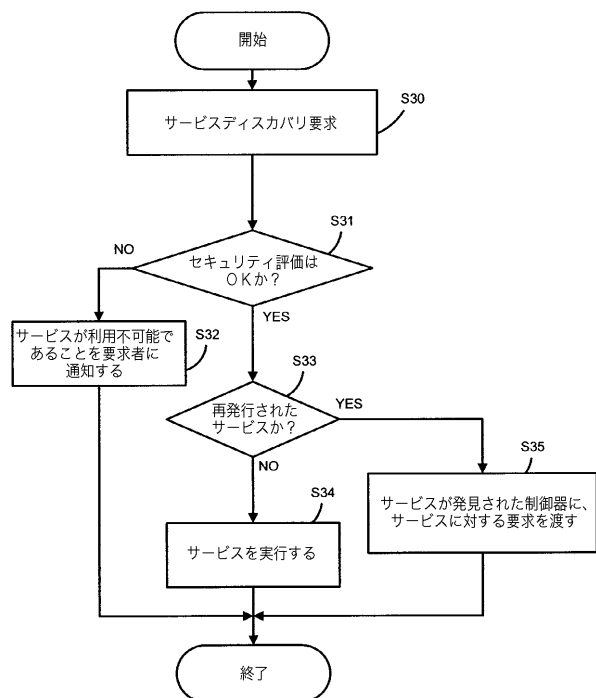 開始
S30
サービスディスカバリ要求
S31
NO
セキュリティ評価は
OKか?
YES
サービスが利用不可能で
あることを要求者に
通知する
S32
S33
再発行された
サービスか?
YES
NO
S35
サービスが発見された制御器に、
サービスに対する要求を渡す
S34
サービスを実行する
終了